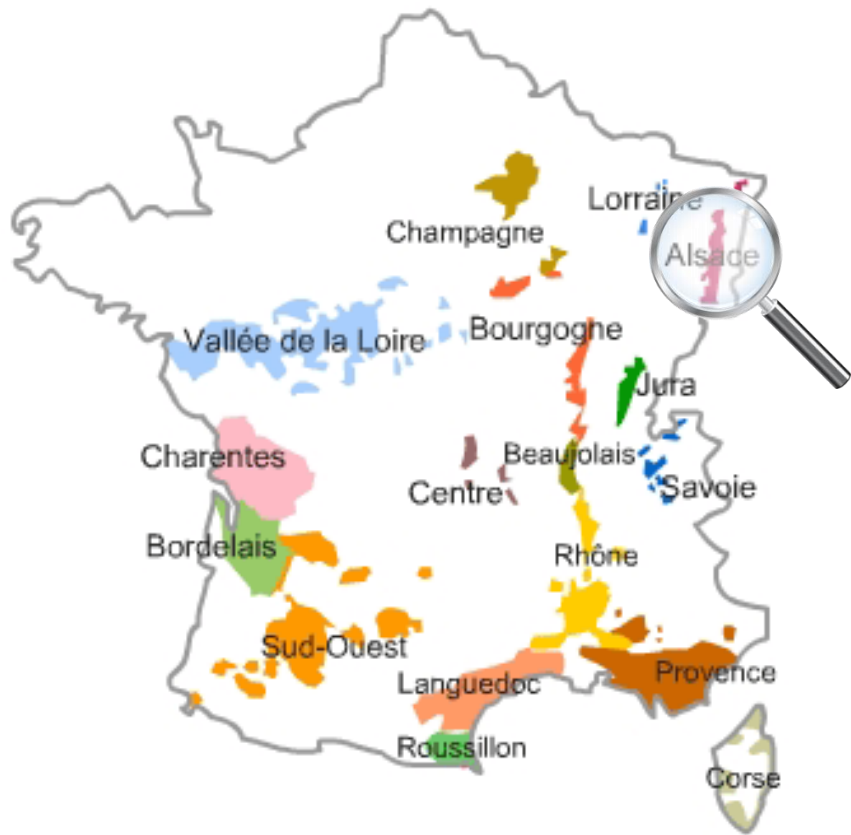 Lorraine
Champagne
Alsace
Bourgogne
Vallée de la Loire
Jura
Charentes
Beaujolais
Centre
Savoie
Bordelais
Rhône
Sud-Ouest
Provence
Languedoc
Roussillon
Corse